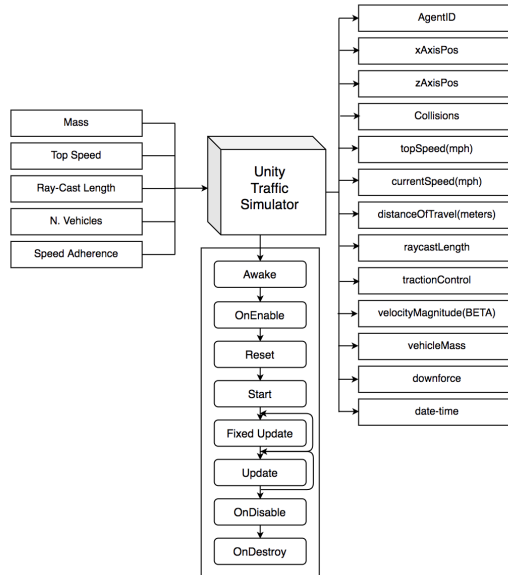 Mass
Top Speed
Ray-Cast Length
N. Vehicles
Speed Adherence
Unity
Traffic
Simulator
Awake
OnEnable
Reset
Start
Fixed Update
Update
OnDisable
OnDestroy
AgentID
xAxisPos
zAxisPos
Collisions
topSpeed(mph)
currentSpeed(mph)
distanceOfTravel(meters)
raycastLength
tractionControl
velocityMagnitude(BETA)
vehicleMass
downforce
date-time